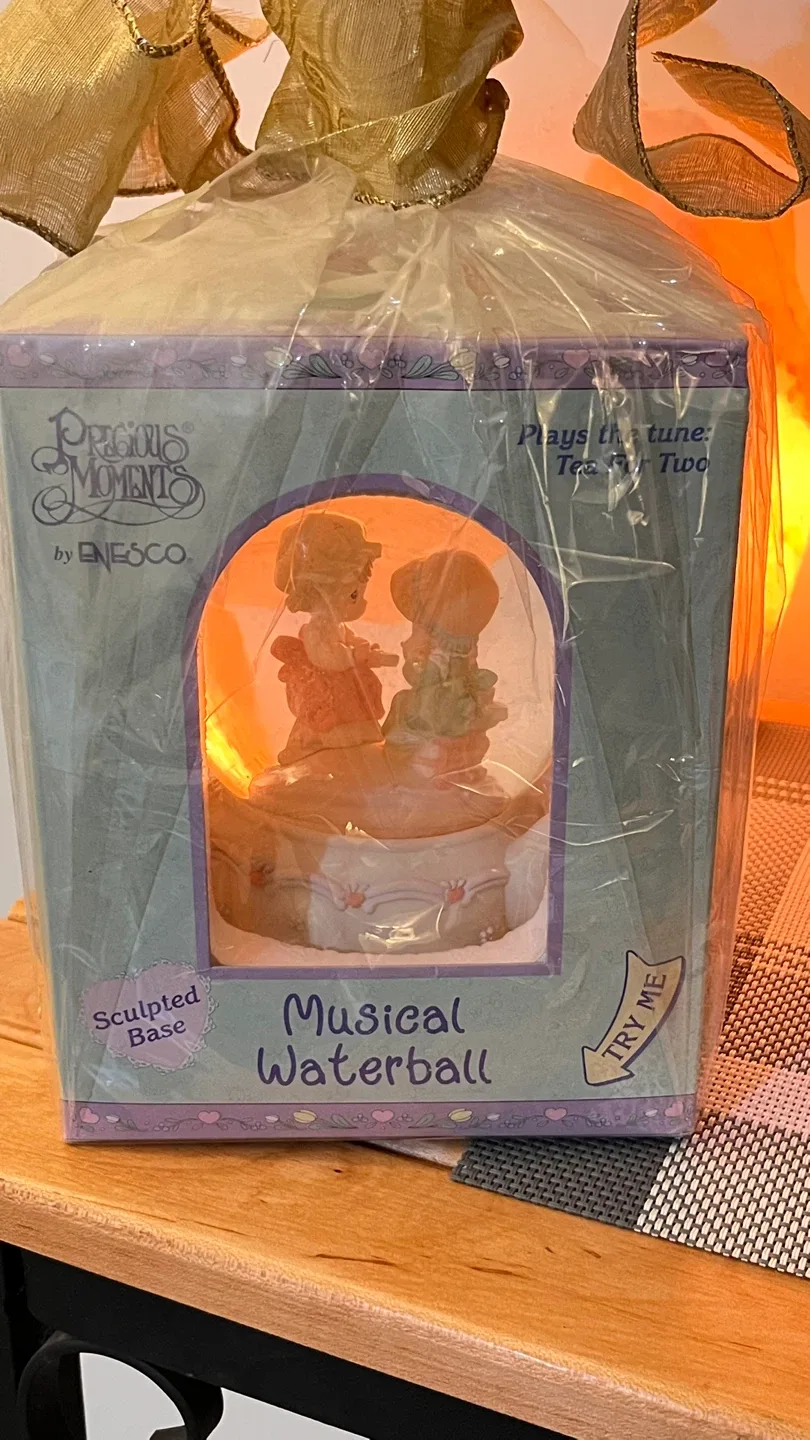 Precious
Moments®
by ENESCO®
Plays the tune:
Tea For Two
Sculpted
Base
Musical
Waterball
TRY ME